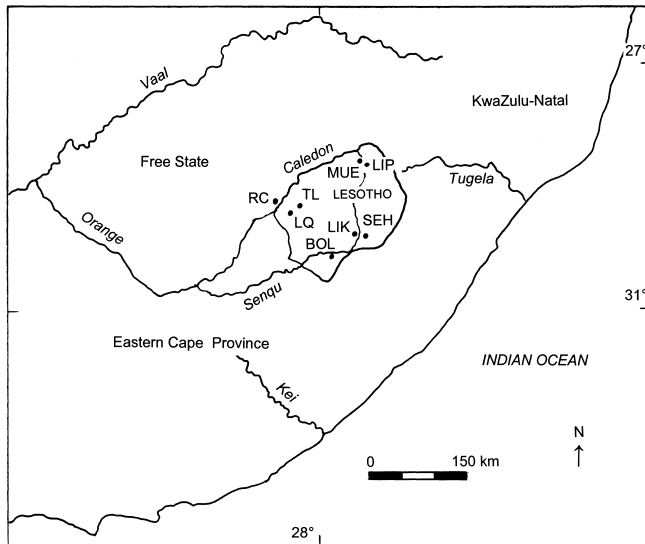 27°
Vaal
KwaZulu-Natal
Free State
Caledon
MUE
LIP
RC
TL
LESOTHO
Tugela
Orange
LQ
LIK
SEH
BOL
Senqu
31°
Eastern Cape Province
INDIAN OCEAN
Kei
N
0 150 km
28°